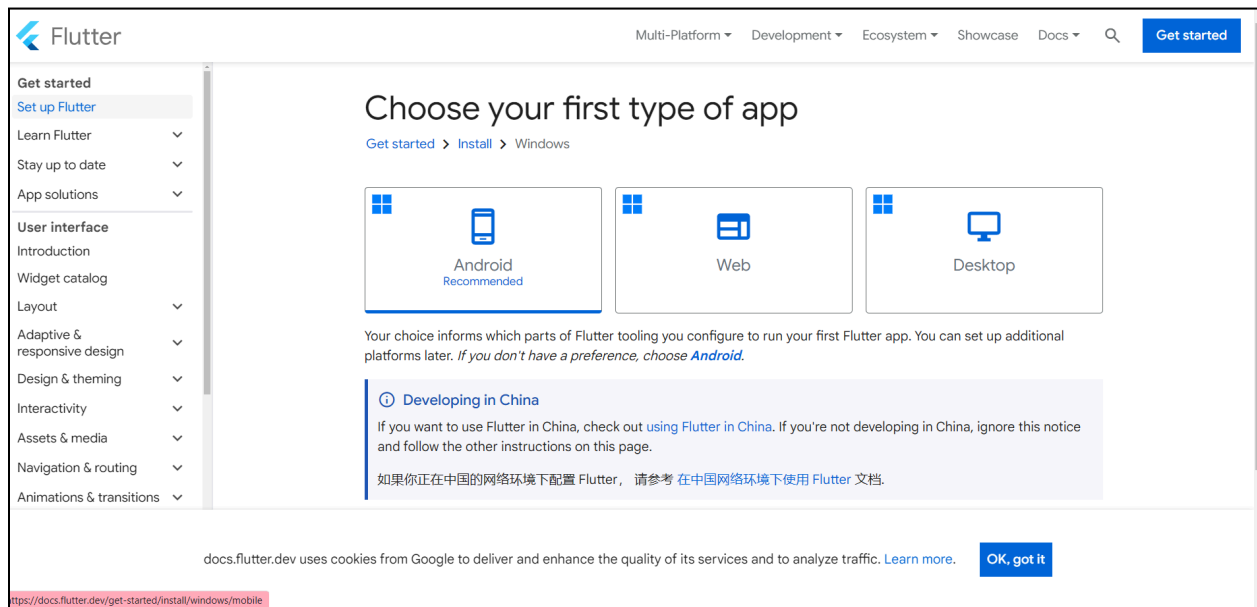 Flutter
Multi-Platform Development Ecosystem Showcase Docs Get started
Get started
Set up Flutter
Learn Flutter
Stay up to date
App solutions
User interface
Introduction
Widget catalog
Layout
Adaptive &
responsive design
Design & theming
Interactivity
Assets & media
Navigation & routing
Animations & transitions
Choose your first type of app
Get started > Install > Windows
Android
Recommended
Web
Desktop
Your choice informs which parts of Flutter tooling you configure to run your first Flutter app. You can set up additional
platforms later. If you don't have a preference, choose Android.
Developing in China
If you want to use Flutter in China, check out using Flutter in China. If you're not developing in China, ignore this notice
and follow the other instructions on this page.
如果你正在中国的网络环境下配置 Flutter， 请参考 在中国网络环境下使用 Flutter 文档.
docs.flutter.dev uses cookies from Google to deliver and enhance the quality of its services and to analyze traffic. Learn more.
OK, got it
ttps://docs.flutter.dev/get-started/install/windows/mobile